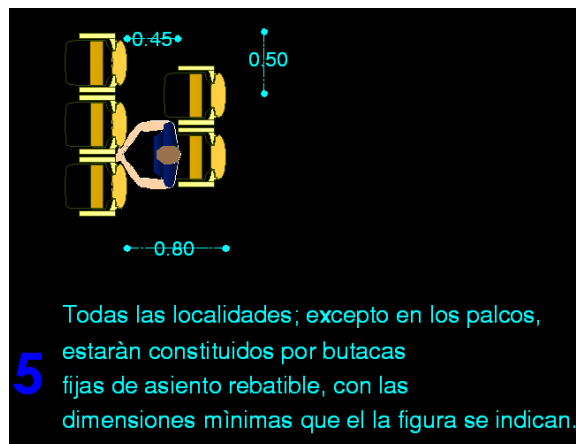 0.45
0.50
0.80
Todas las localidades; excepto en los palcos,
estaràn constituidos por butacas
5
fijas de asiento rebatible, con las
dimensiones mìnimas que el la figura se indican.